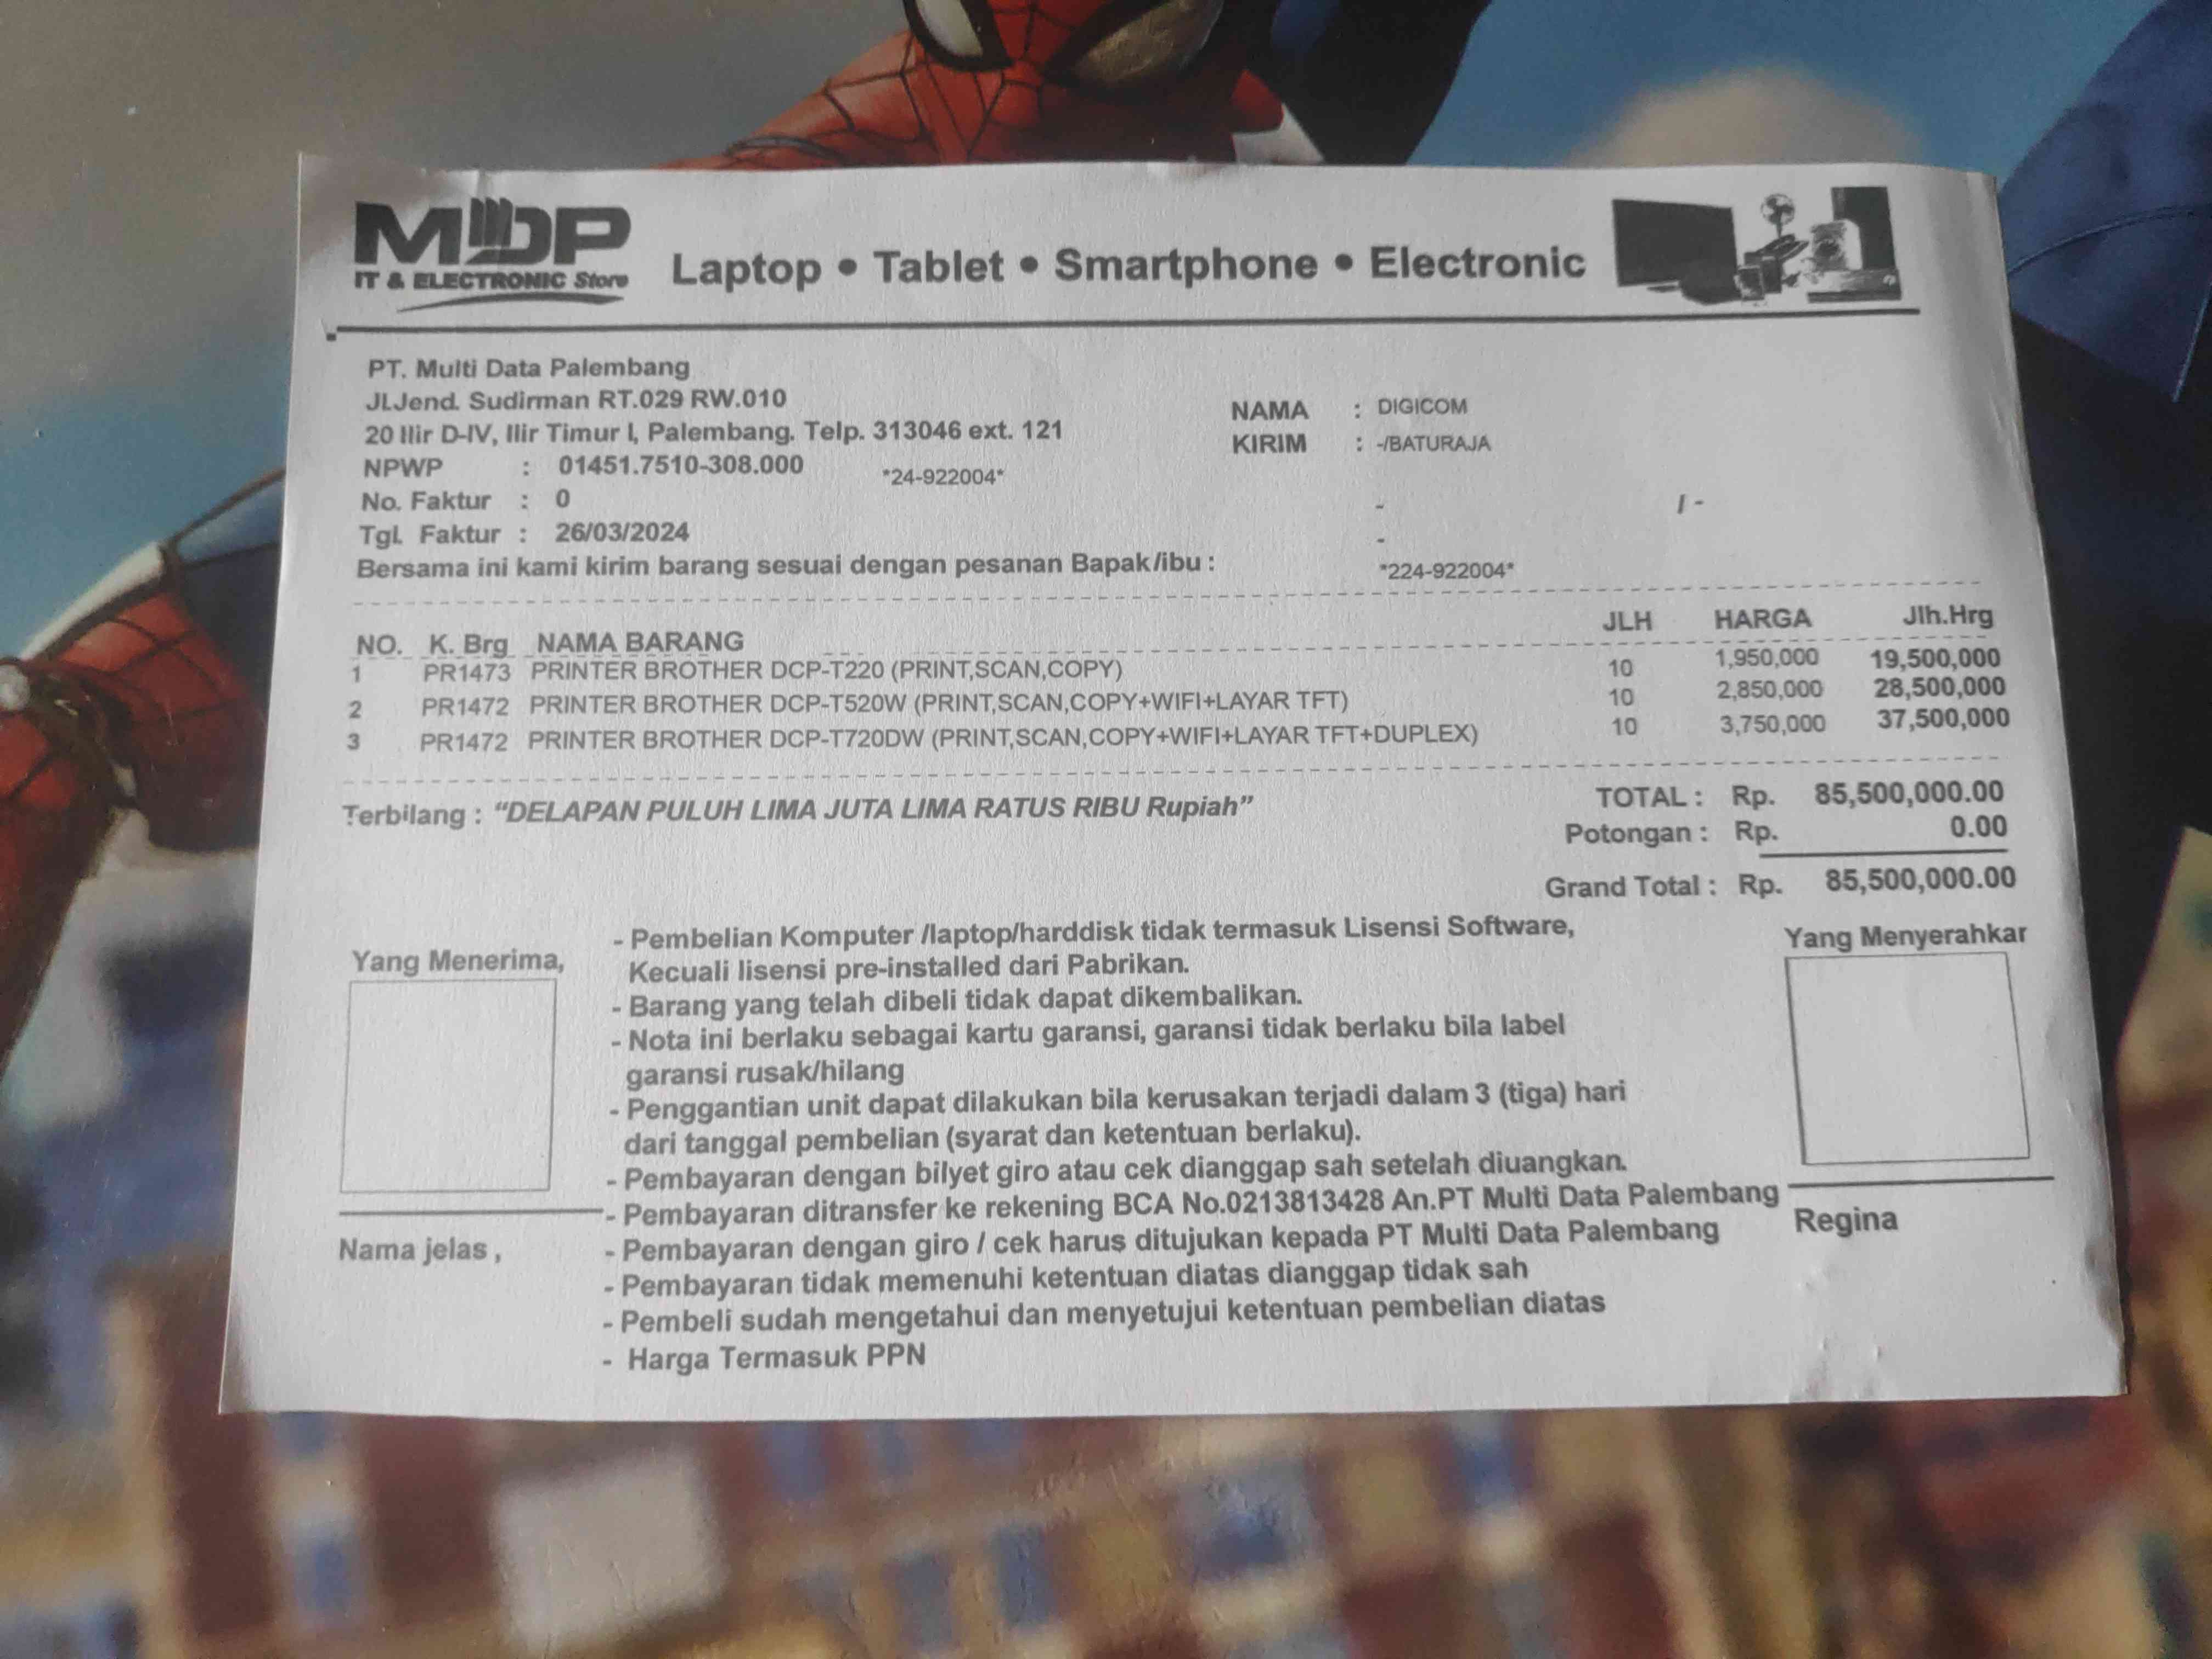 MDP
IT & ELECTRONIC Store
Laptop • Tablet • Smartphone • Electronic
PT. Multi Data Palembang
Jl.Jend. Sudirman RT.029 RW.010
20 Ilir D-IV, Ilir Timur I, Palembang. Telp. 313046 ext. 121
NPWP : 01451.7510-308.000 *24-922004*
No. Faktur : 0
Tgl. Faktur : 26/03/2024
Bersama ini kami kirim barang sesuai dengan pesanan Bapak/ibu :
NAMA : DIGICOM
KIRIM : -/BATURAJA
- / -
-
*224-922004*
NO. K. Brg NAMA BARANG JLH HARGA Jlh.Hrg
1 PR1473 PRINTER BROTHER DCP-T220 (PRINT,SCAN,COPY) 10 1,950,000 19,500,000
2 PR1472 PRINTER BROTHER DCP-T520W (PRINT,SCAN,COPY+WIFI+LAYAR TFT) 10 2,850,000 28,500,000
3 PR1472 PRINTER BROTHER DCP-T720DW (PRINT,SCAN,COPY+WIFI+LAYAR TFT+DUPLEX) 10 3,750,000 37,500,000
Terbilang : “DELAPAN PULUH LIMA JUTA LIMA RATUS RIBU Rupiah”
TOTAL : Rp. 85,500,000.00
Potongan : Rp. 0.00
Grand Total : Rp. 85,500,000.00
Yang Menerima,
Nama jelas ,
- Pembelian Komputer /laptop/harddisk tidak termasuk Lisensi Software,
Kecuali lisensi pre-installed dari Pabrikan.
- Barang yang telah dibeli tidak dapat dikembalikan.
- Nota ini berlaku sebagai kartu garansi, garansi tidak berlaku bila label
garansi rusak/hilang
- Penggantian unit dapat dilakukan bila kerusakan terjadi dalam 3 (tiga) hari
dari tanggal pembelian (syarat dan ketentuan berlaku).
- Pembayaran dengan bilyet giro atau cek dianggap sah setelah diuangkan.
- Pembayaran ditransfer ke rekening BCA No.0213813428 An.PT Multi Data Palembang
- Pembayaran dengan giro / cek harus ditujukan kepada PT Multi Data Palembang
- Pembayaran tidak memenuhi ketentuan diatas dianggap tidak sah
- Pembeli sudah mengetahui dan menyetujui ketentuan pembelian diatas
- Harga Termasuk PPN
Yang Menyerahkar
Regina